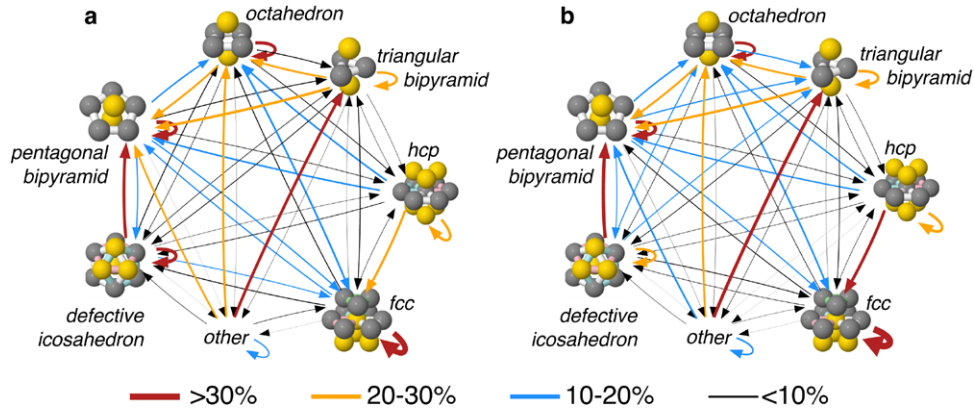 a
octahedron
triangular
bipyramid
hcp
fcc
other
defective
icosahedron
pentagonal
bipyramid
b
octahedron
triangular
bipyramid
hcp
fcc
other
defective
icosahedron
pentagonal
bipyramid
>30%
20-30%
10-20%
<10%